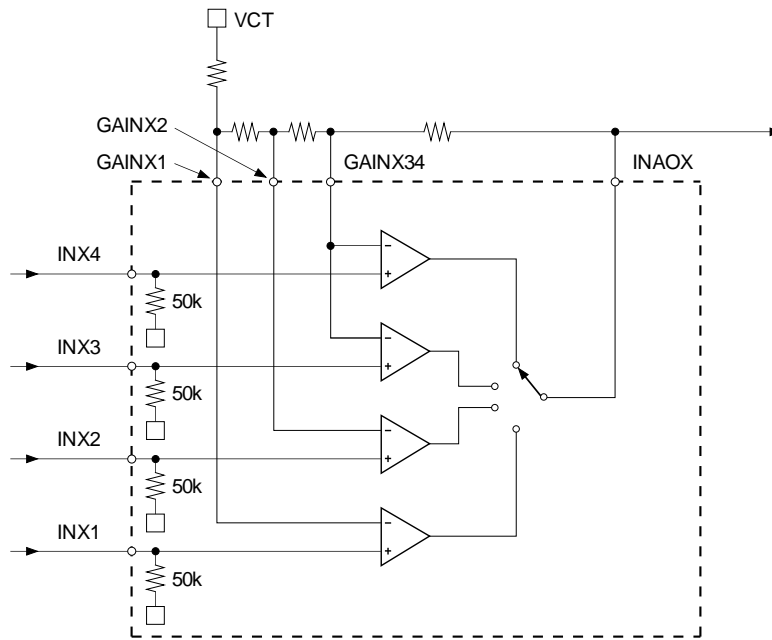 VCT
GAINX2
GAINX1
GAINX34
INAOX
INX4
50k
INX3
50k
INX2
50k
INX1
50k